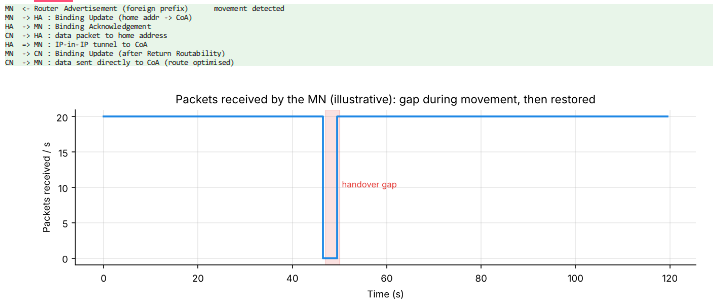 MN <- Router Advertisement (foreign prefix) movement detected
MN -> HA : Binding Update (home addr -> CoA)
HA -> MN : Binding Acknowledgement
CN -> HA : data packet to home address
HA => MN : IP-in-IP tunnel to CoA
MN -> CN : Binding Update (after Return Routability)
CN -> MN : data sent directly to CoA (route optimised)
Packets received by the MN (illustrative): gap during movement, then restored
Packets received / s
20
15
10
5
0
handover gap
0 20 40 60 80 100 120
Time (s)